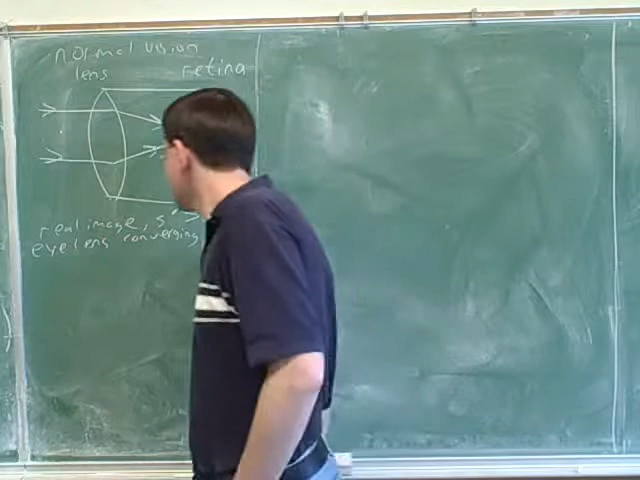 normal vision
lens retina
real image, s' >
eye lens converging